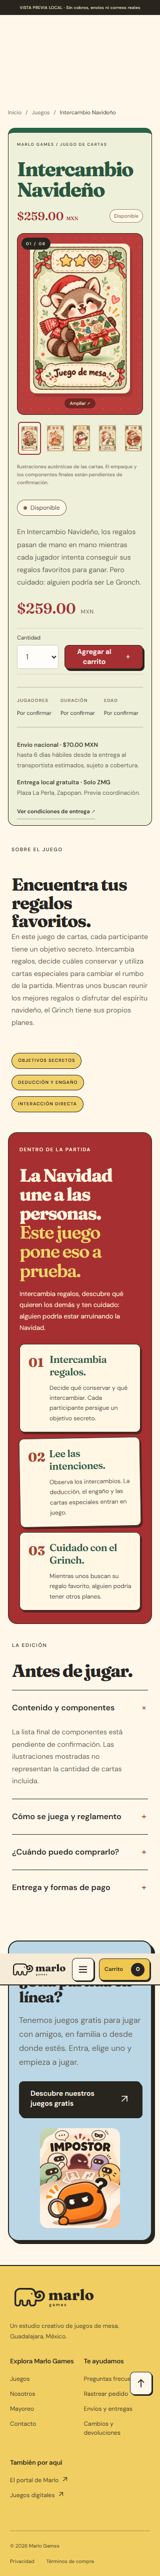 VISTA PREVIA LOCAL · Sin cobros, envíos ni correos reales
Inicio / Juegos / Intercambio Navideño
MARLO GAMES / JUEGO DE CARTAS
Intercambio
Navideño
$259.00 MXN
Disponible
01 / 08
Juego de mesa
Ampliar ↗
Ilustraciones auténticas de las cartas. El empaque y
los componentes finales están pendientes de
confirmación.
Disponible
En Intercambio Navideño, los regalos
pasan de mano en mano mientras
cada jugador intenta conseguir sus
regalos favoritos para ganar. Pero
cuidado: alguien podría ser Le Gronch.
$259.00 MXN
Cantidad
1
Agregar al
carrito
+
JUGADORES DURACIÓN EDAD
Por confirmar Por confirmar Por confirmar
Envío nacional · $70.00 MXN
hasta 6 días hábiles desde la entrega al
transportista estimados, sujeto a cobertura.
Entrega local gratuita · Solo ZMG
Plaza La Perla, Zapopan. Previa coordinación.
Ver condiciones de entrega ↗
SOBRE EL JUEGO
Encuentra tus
regalos
favoritos.
En este juego de cartas, cada participante
tiene un objetivo secreto. Intercambia
regalos, decide cuáles conservar y utiliza
cartas especiales para cambiar el rumbo
de la partida. Mientras unos buscan reunir
los mejores regalos o disfrutar del espíritu
navideño, el Grinch tiene sus propios
planes.
OBJETIVOS SECRETOS
DEDUCCIÓN Y ENGAÑO
INTERACCIÓN DIRECTA
DENTRO DE LA PARTIDA
La Navidad
une a las
personas.
Este juego
pone eso a
prueba.
Intercambia regalos, descubre qué
quieren los demás y ten cuidado:
alguien podría estar arruinando la
Navidad.
01 Intercambia
regalos.
Decide qué conservar y qué
intercambiar. Cada
participante persigue un
objetivo secreto.
02 Lee las
intenciones.
Observa los intercambios. La
deducción, el engaño y las
cartas especiales entran en
juego.
03 Cuidado con el
Grinch.
Mientras unos buscan su
regalo favorito, alguien podría
tener otros planes.
LA EDICIÓN
Antes de jugar.
Contenido y componentes ×
La lista final de componentes está
pendiente de confirmación. Las
ilustraciones mostradas no
representan la cantidad de cartas
incluida.
Cómo se juega y reglamento +
¿Cuándo puedo comprarlo? +
Entrega y formas de pago +
marlo
games
Carrito 0
línea?
Tenemos juegos gratis para jugar
con amigos, en familia o desde
donde estés. Entra, elige uno y
empieza a jugar.
Descubre nuestros
juegos gratis
IMPOSTOR
marlo
games
Un estudio creativo de juegos de mesa.
Guadalajara, México.
Explora Marlo Games Te ayudamos
Juegos Preguntas
Nosotros Rastrear pedido
Mayoreo Envíos y entregas
Contacto Cambios y
devoluciones
También por aquí
El portal de Marlo ↗
Juegos digitales ↗
© 2026 Marlo Games
Privacidad Términos de compra